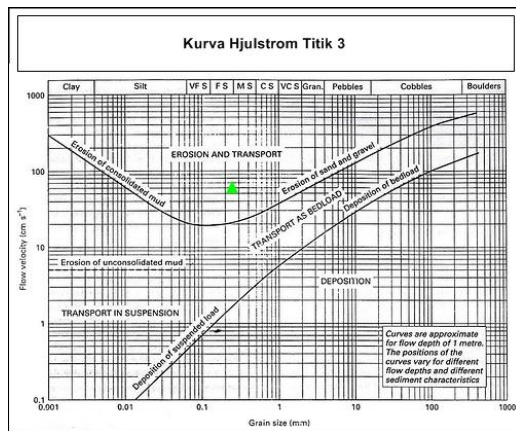 Kurva Hjulstrom Titik 3
Clay Silt VF S F S M S C S VC S Gran. Pebbles Cobbles Boulders
1000
100
10
1
0.1
Flow velocity (cm s⁻¹)
Erosion of consolidated mud
EROSION AND TRANSPORT
Erosion of sand and gravel
TRANSPORT AS BEDLOAD
Deposition of bedload
Erosion of unconsolidated mud
DEPOSITION
TRANSPORT IN SUSPENSION
Deposition of suspended load
Curves are approximate
for flow depth of 1 metre.
The positions of the
curves vary for different
flow depths and different
sediment characteristics
0.001 0.01 0.1 1 10 100 1000
Grain size (mm)